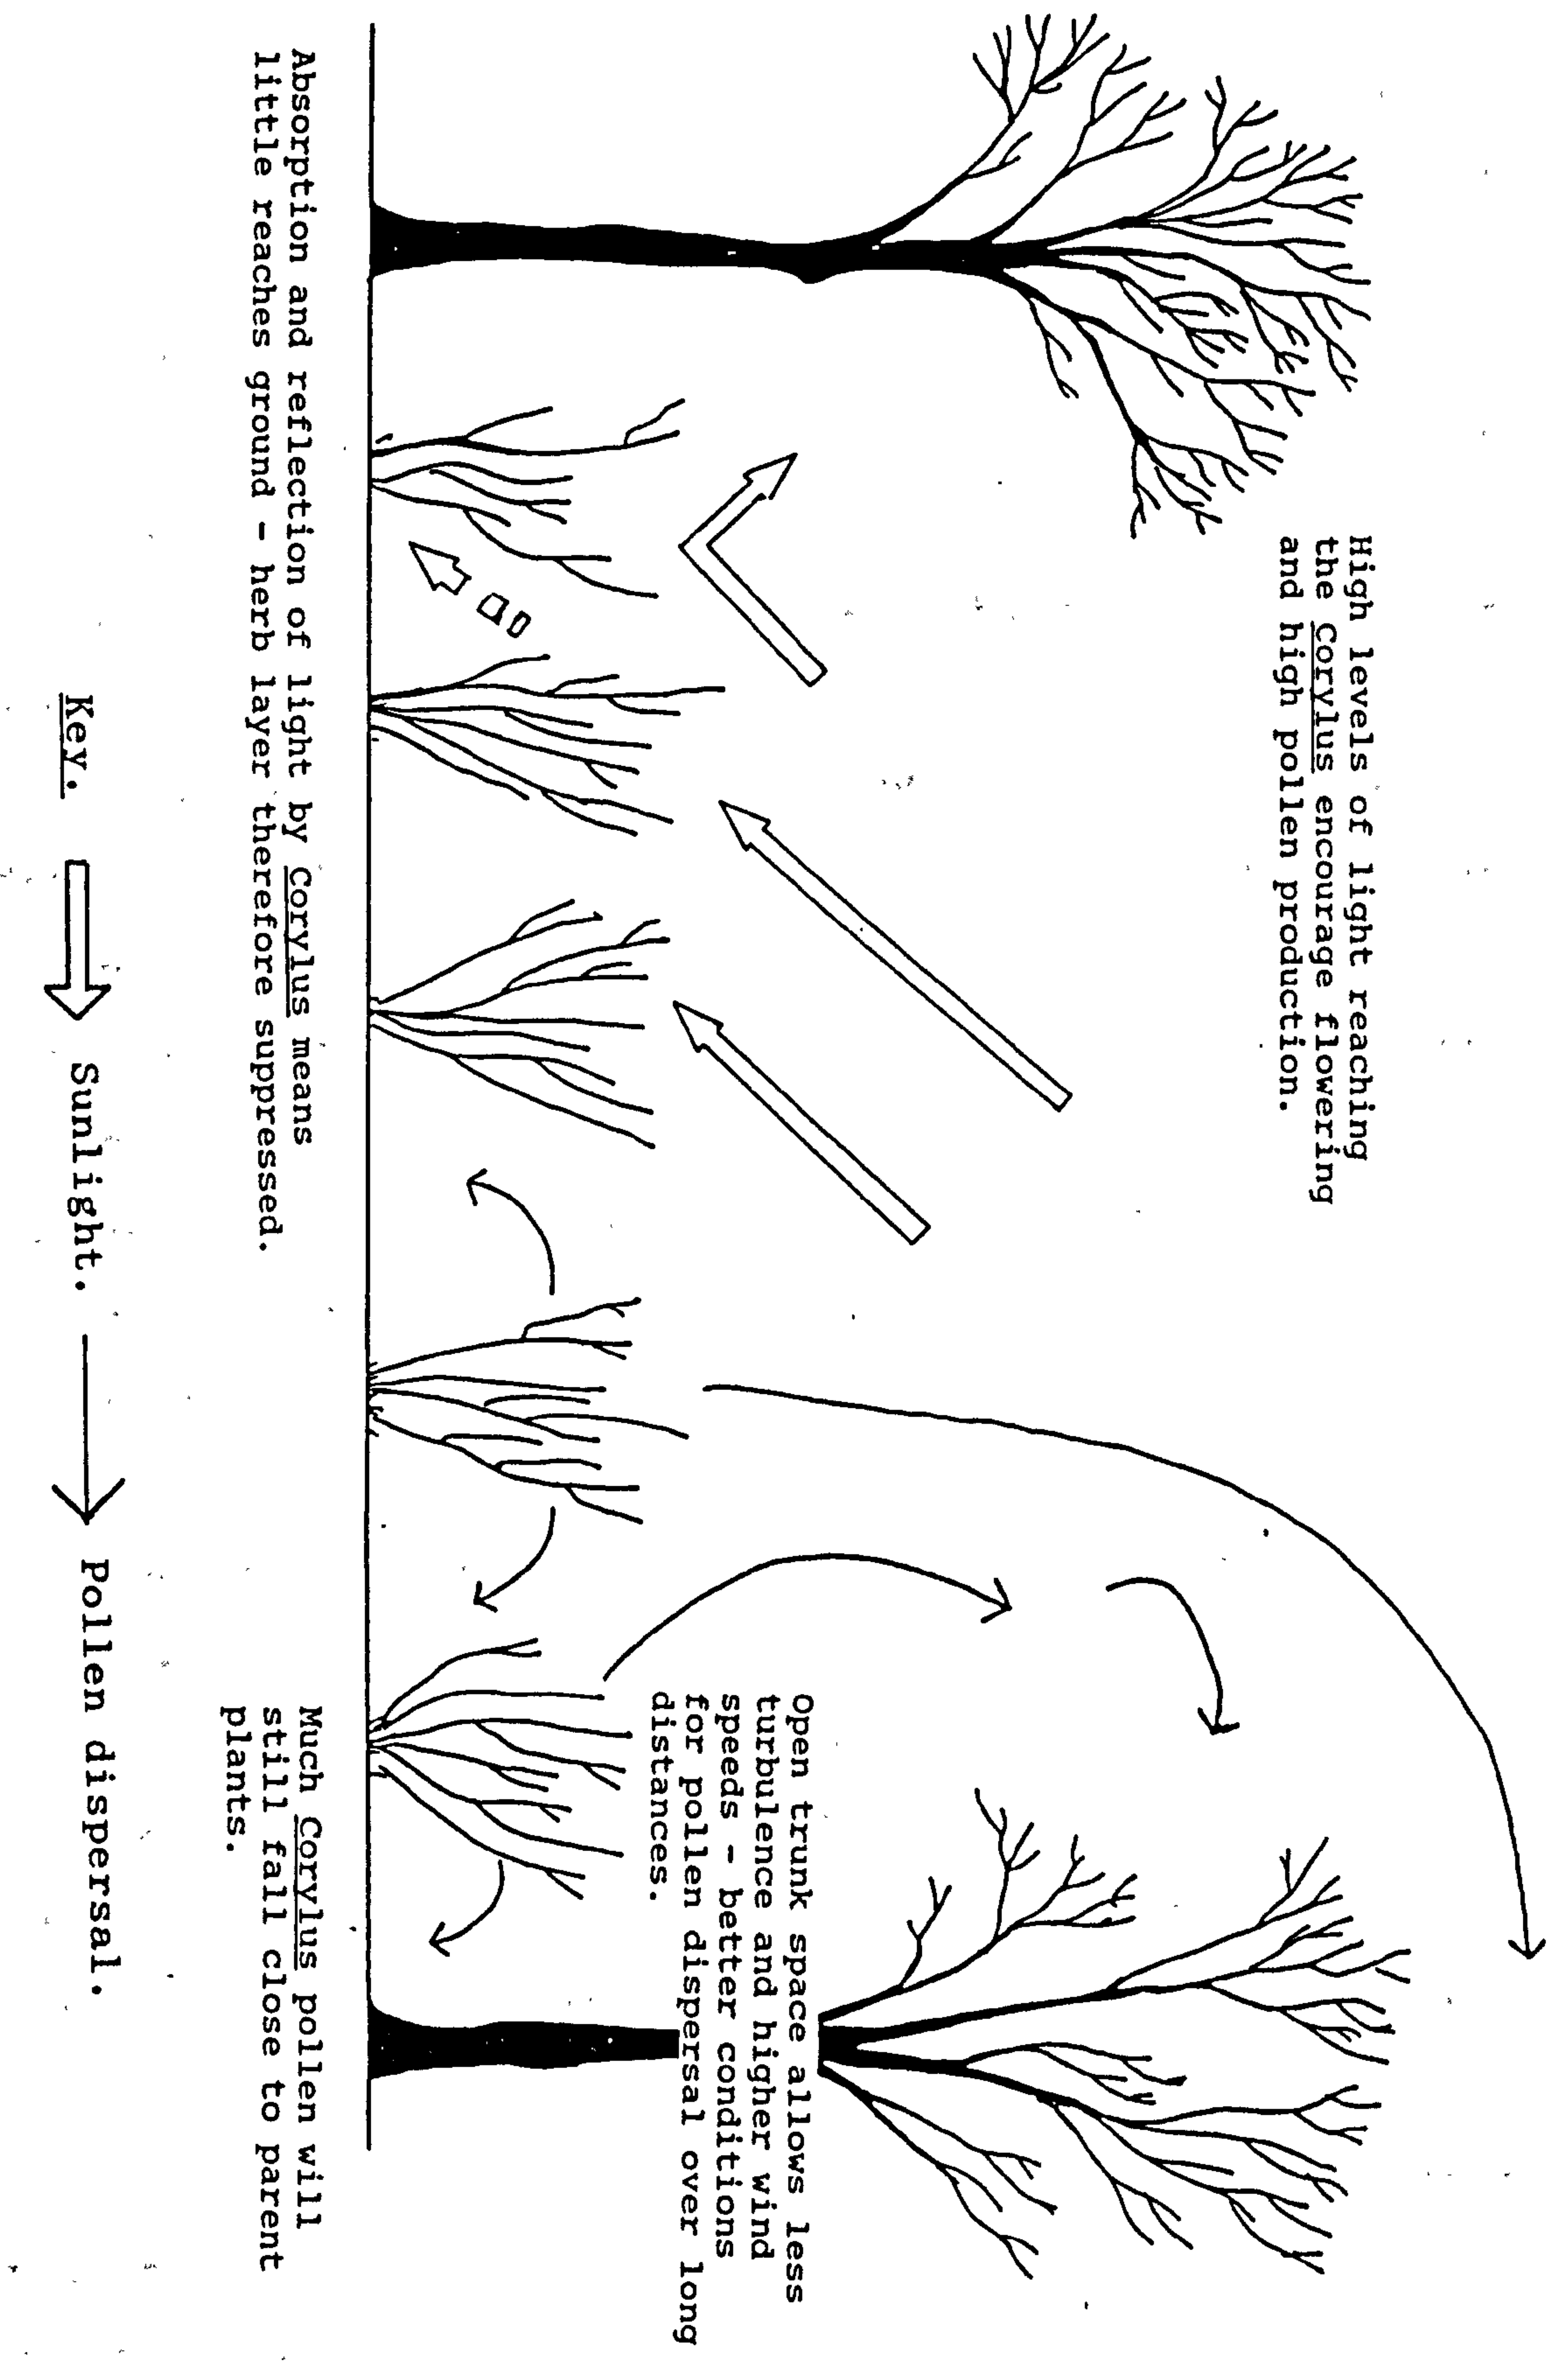 High levels of light reaching
the Corylus encourage flowering
and high pollen production.
Open trunk space allows less
turbulence and higher wind
speeds - better conditions
for pollen dispersal over long
distances.
Absorption and reflection of light by Corylus means
little reaches ground - herb layer therefore suppressed.
Much Corylus pollen will
still fall close to parent
plants.
Key. Sunlight. Pollen dispersal.